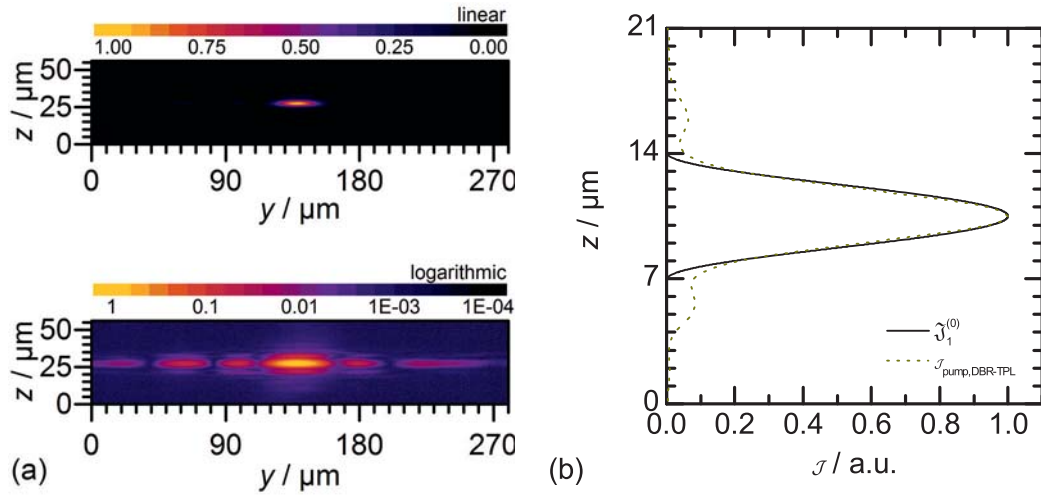 linear
1.00 0.75 0.50 0.25 0.00
50
25
0
z / µm
0 90 180 270
y / µm
logarithmic
1 0.1 0.01 1E-03 1E-04
50
25
0
z / µm
0 90 180 270
y / µm
(a)
21
14
7
0
z / µm
0.0 0.2 0.4 0.6 0.8 1.0
𝒥 / a.u.
ℑ̃₁⁽⁰⁾
𝒥pump,DBR-TPL
(b)